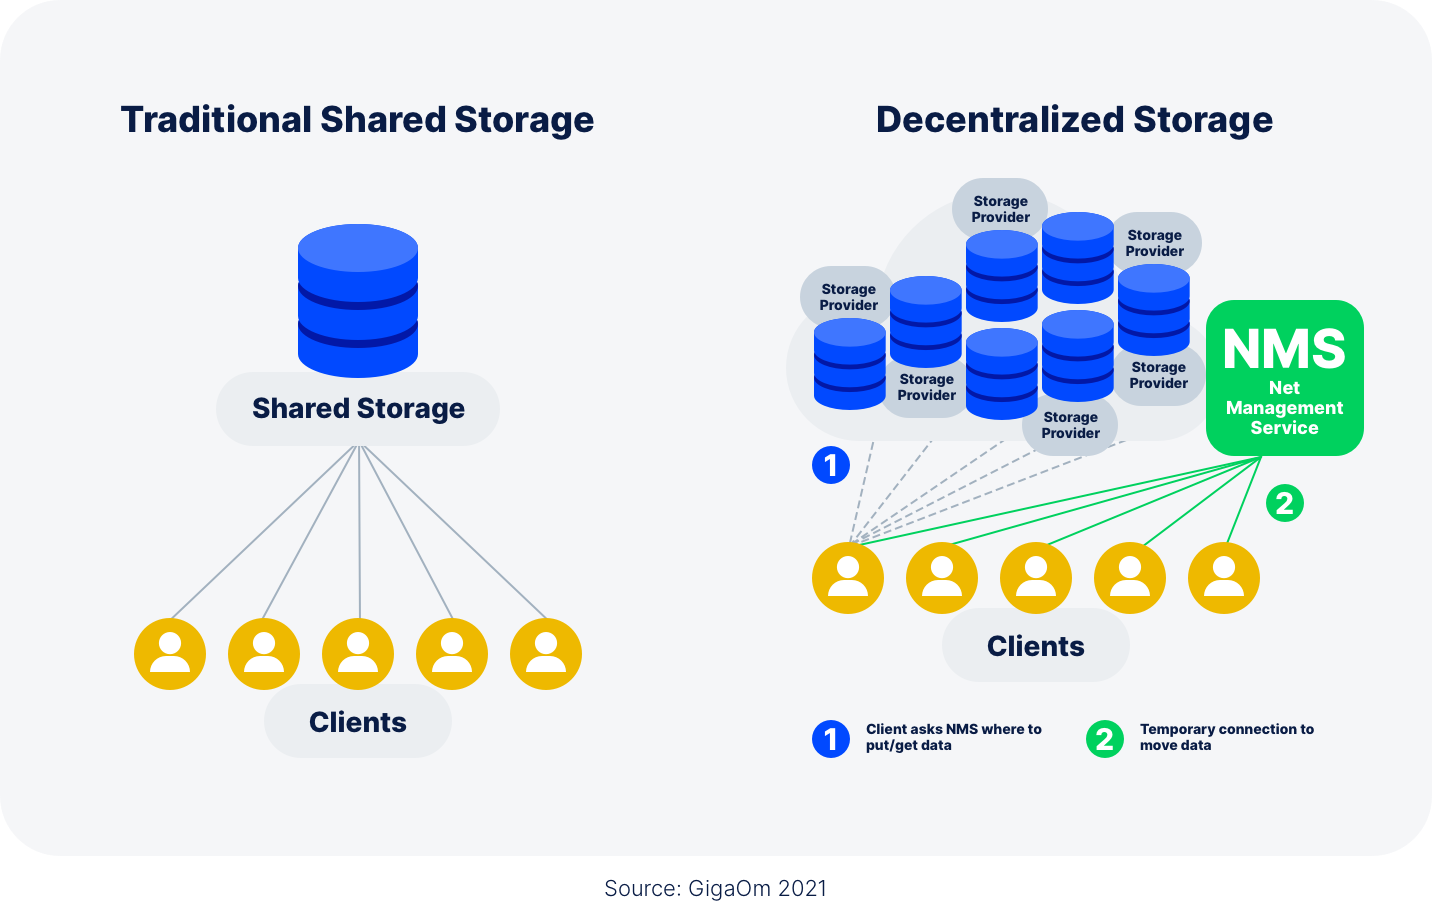 Traditional Shared Storage
Shared Storage
Clients
Decentralized Storage
Storage
Provider
Storage
Provider
Storage
Provider
Storage
Provider
Storage
Provider
Storage
Provider
NMS
Net
Management
Service
1
2
Clients
1
Client asks NMS where to
put/get data
2
Temporary connection to
move data
Source: GigaOm 2021